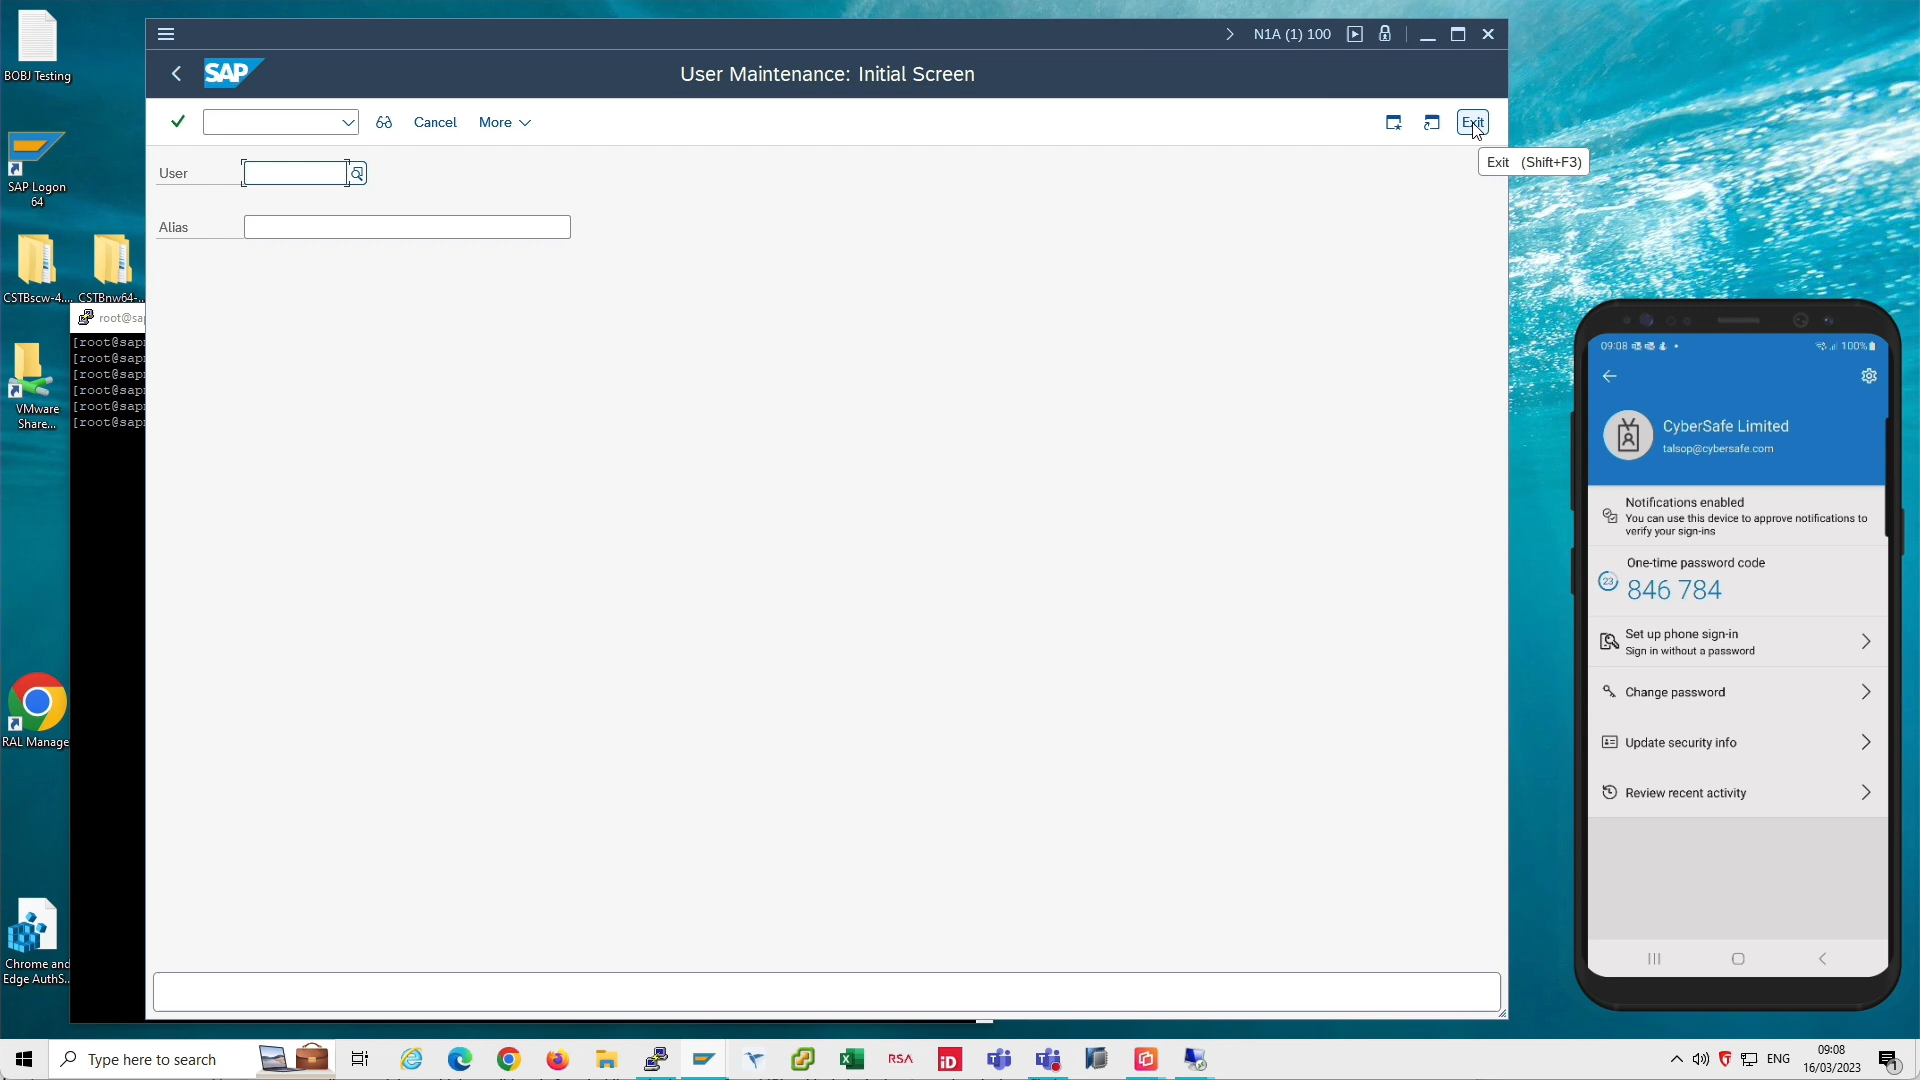 BOBJ Testing
SAP Logon
64
CSTBscw-4....
CSTBnw64-...
VMware
Share...
RAL Manage
Chrome and
Edge AuthS...
root@sap
[root@sap
[root@sap
[root@sap
[root@sap
[root@sap
[root@sap
N1A (1) 100
SAP
User Maintenance: Initial Screen
Cancel
More
Exit
Exit (Shift+F3)
User
Alias
09:08
100%
CyberSafe Limited
talsop@cybersafe.com
Notifications enabled
You can use this device to approve notifications to
verify your sign-ins
One-time password code
23
846 784
Set up phone sign-in
Sign in without a password
Change password
Update security info
Review recent activity
Type here to search
RSA
iD
ENG
09:08
16/03/2023
1